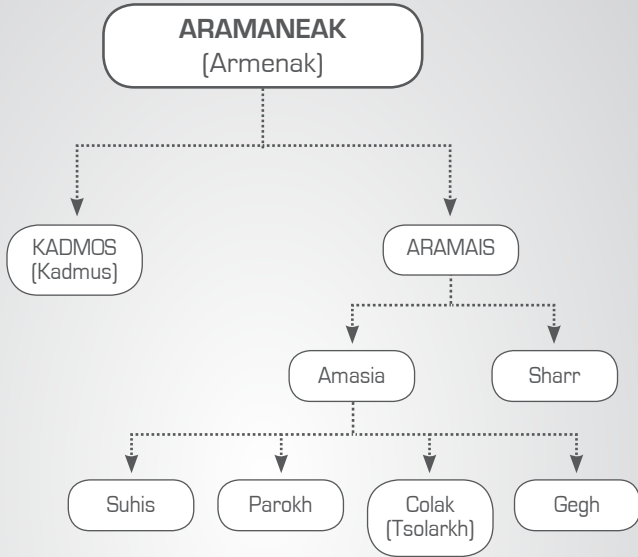 ARAMANEAK
(Armenak)
KADMOS
(Kadmus)
ARAMAIS
Amasia
Sharr
Suhis
Parokh
Colak
(Tsolarkh)
Gegh